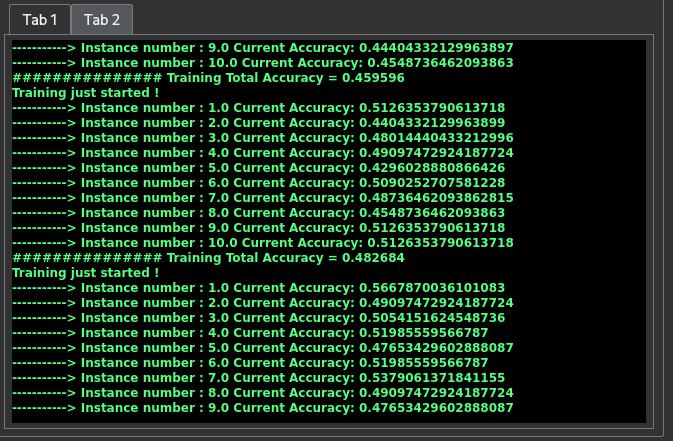 Tab 1 Tab 2
----------> Instance number : 9.0 Current Accuracy: 0.44404332129963897
----------> Instance number : 10.0 Current Accuracy: 0.4548736462093863
############### Training Total Accuracy = 0.459596
Training just started !
----------> Instance number : 1.0 Current Accuracy: 0.5126353790613718
----------> Instance number : 2.0 Current Accuracy: 0.4404332129963899
----------> Instance number : 3.0 Current Accuracy: 0.48014440433212996
----------> Instance number : 4.0 Current Accuracy: 0.49097472924187724
----------> Instance number : 5.0 Current Accuracy: 0.4296028880866426
----------> Instance number : 6.0 Current Accuracy: 0.5090252707581228
----------> Instance number : 7.0 Current Accuracy: 0.48736462093862815
----------> Instance number : 8.0 Current Accuracy: 0.4548736462093863
----------> Instance number : 9.0 Current Accuracy: 0.5126353790613718
----------> Instance number : 10.0 Current Accuracy: 0.5126353790613718
############### Training Total Accuracy = 0.482684
Training just started !
----------> Instance number : 1.0 Current Accuracy: 0.5667870036101083
----------> Instance number : 2.0 Current Accuracy: 0.49097472924187724
----------> Instance number : 3.0 Current Accuracy: 0.5054151624548736
----------> Instance number : 4.0 Current Accuracy: 0.51985559566787
----------> Instance number : 5.0 Current Accuracy: 0.47653429602888087
----------> Instance number : 6.0 Current Accuracy: 0.51985559566787
----------> Instance number : 7.0 Current Accuracy: 0.5379061371841155
----------> Instance number : 8.0 Current Accuracy: 0.49097472924187724
----------> Instance number : 9.0 Current Accuracy: 0.47653429602888087